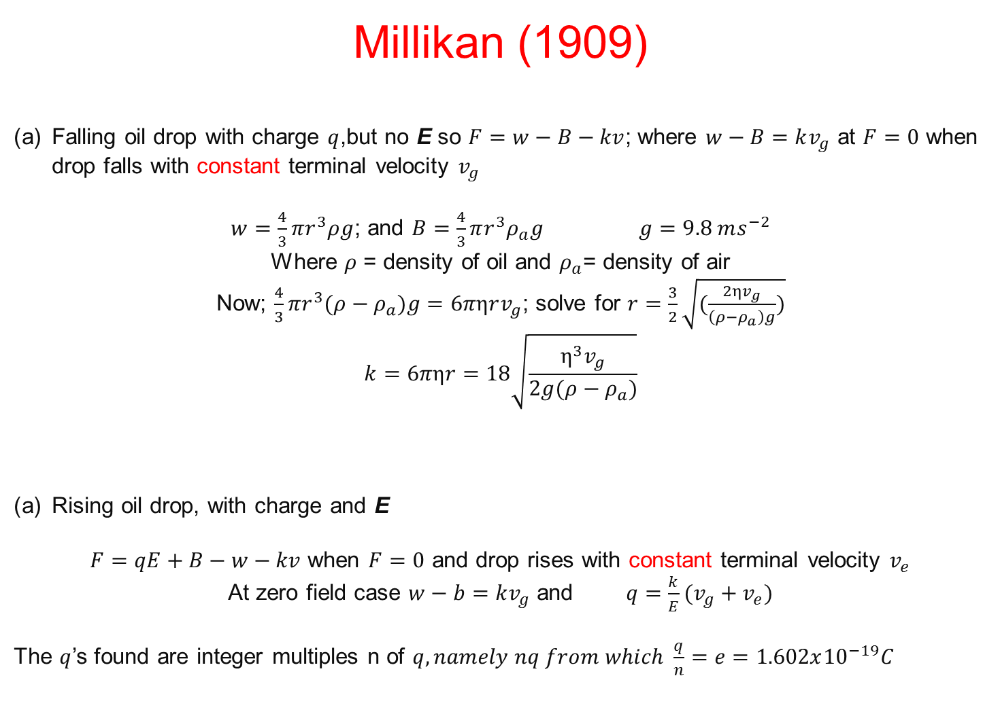 Millikan (1909)
(a) Falling oil drop with charge q,but no E so F = w − B − kv; where w − B = kv_g at F = 0 when
drop falls with constant terminal velocity v_g
w = 4/3 πr³ρg; and B = 4/3 πr³ρ_a g g = 9.8 ms⁻²
Where ρ = density of oil and ρ_a= density of air
Now; 4/3 πr³(ρ − ρ_a)g = 6πηrv_g; solve for r = 3/2 √(2ηv_g/(ρ−ρ_a)g)
k = 6πηr = 18 √(η³v_g / 2g(ρ − ρ_a))
(a) Rising oil drop, with charge and E
F = qE + B − w − kv when F = 0 and drop rises with constant terminal velocity v_e
At zero field case w − b = kv_g and q = k/E (v_g + v_e)
The q’s found are integer multiples n of q, namely nq from which q/n = e = 1.602x10⁻¹⁹C